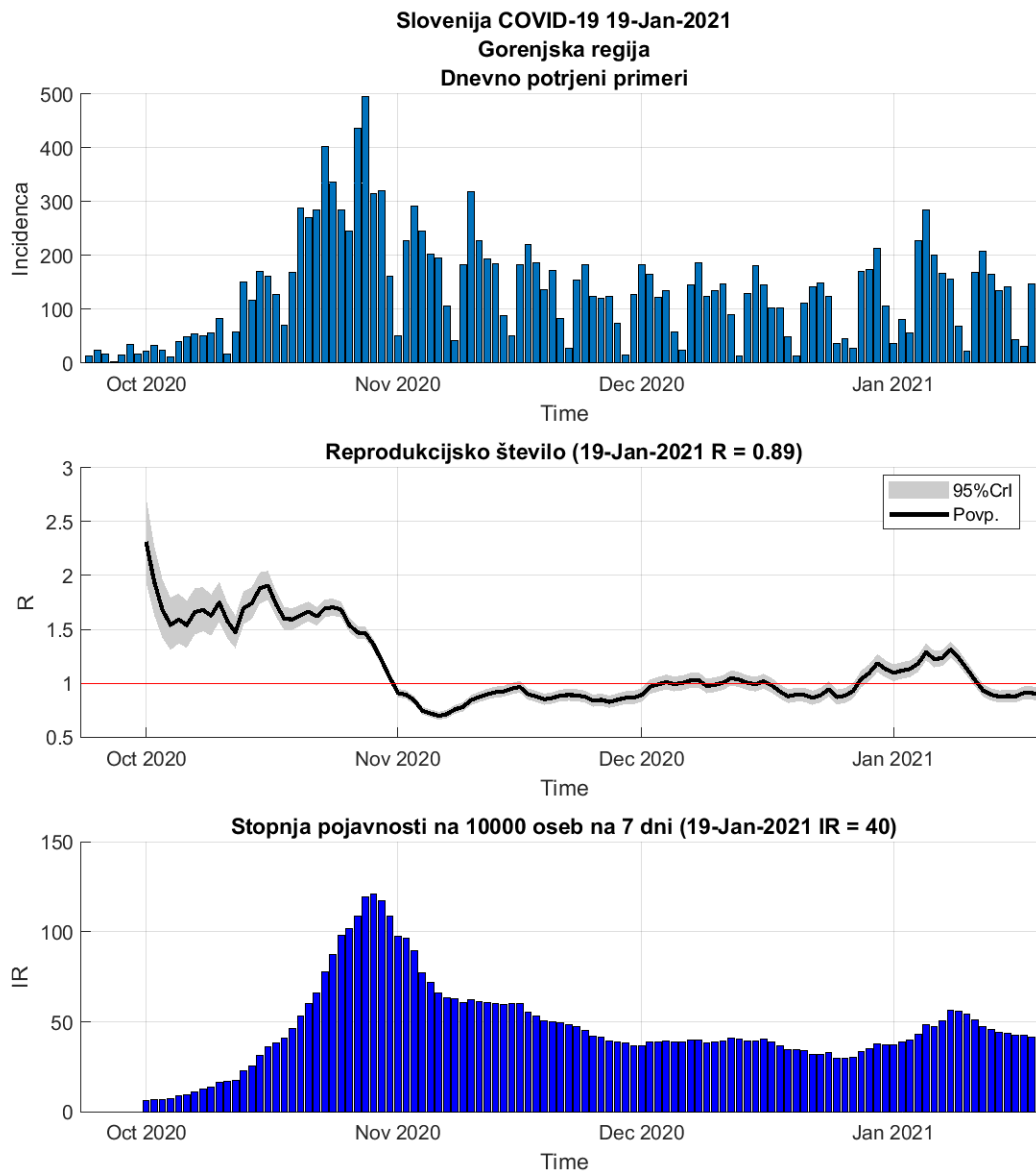 Slovenija COVID-19 19-Jan-2021
Gorenjska regija
Dnevno potrjeni primeri
500
400
300
200
100
0
Incidenca
Oct 2020 Nov 2020 Dec 2020 Jan 2021
Time
Reprodukcijsko število (19-Jan-2021 R = 0.89)
3
2.5
2
1.5
1
0.5
R
95%CrI
Povp.
Oct 2020 Nov 2020 Dec 2020 Jan 2021
Time
Stopnja pojavnosti na 10000 oseb na 7 dni (19-Jan-2021 IR = 40)
150
100
50
0
IR
Oct 2020 Nov 2020 Dec 2020 Jan 2021
Time